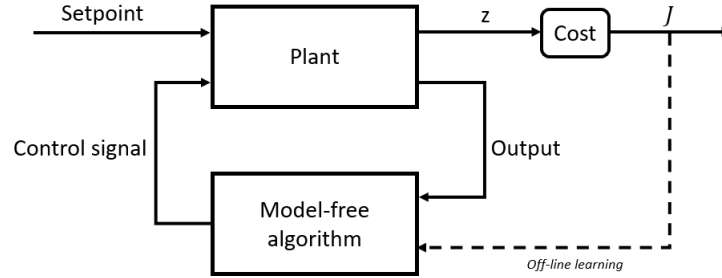 Setpoint
Plant
z
Cost
J
Control signal
Output
Model-free
algorithm
Off-line learning